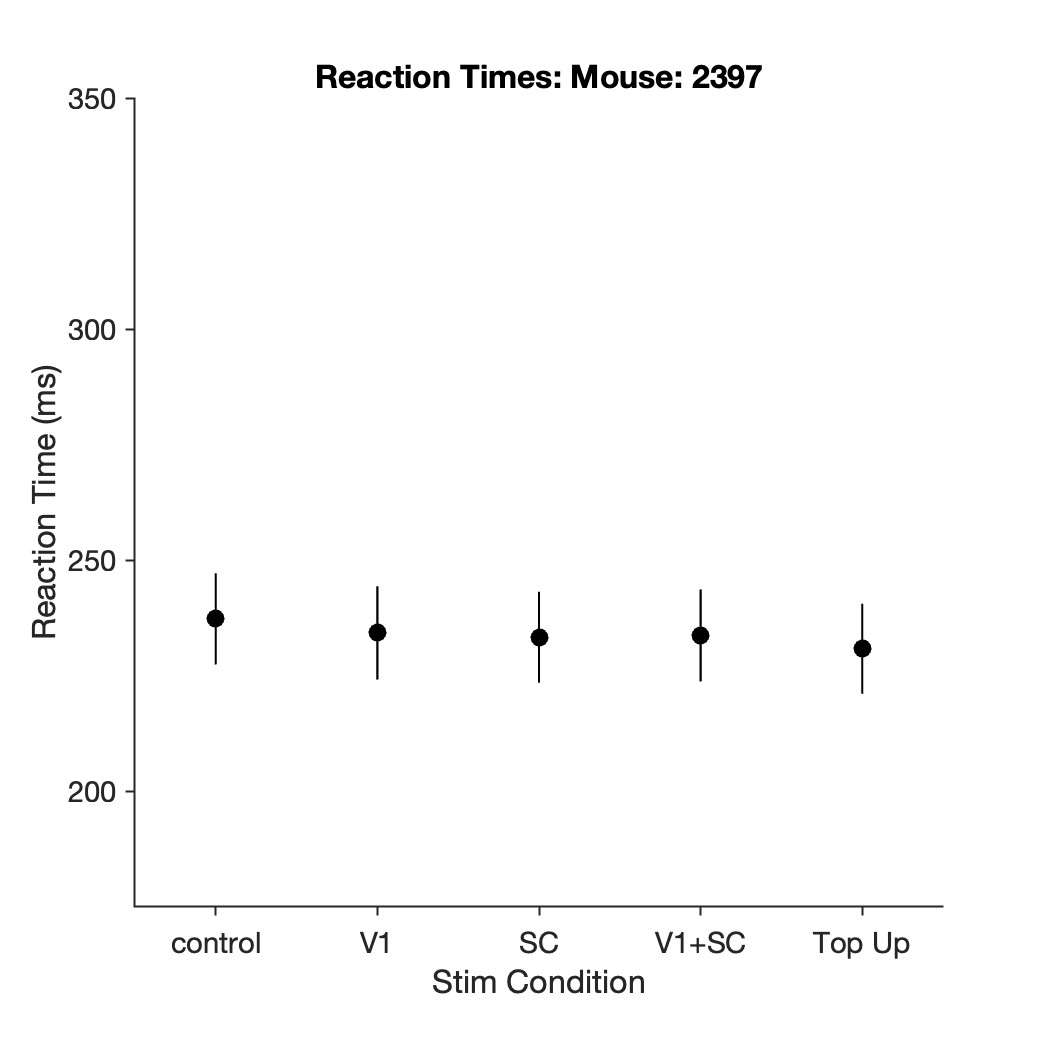 Reaction Times: Mouse: 2397
350
300
250
200
Reaction Time (ms)
control
V1
SC
V1+SC
Top Up
Stim Condition